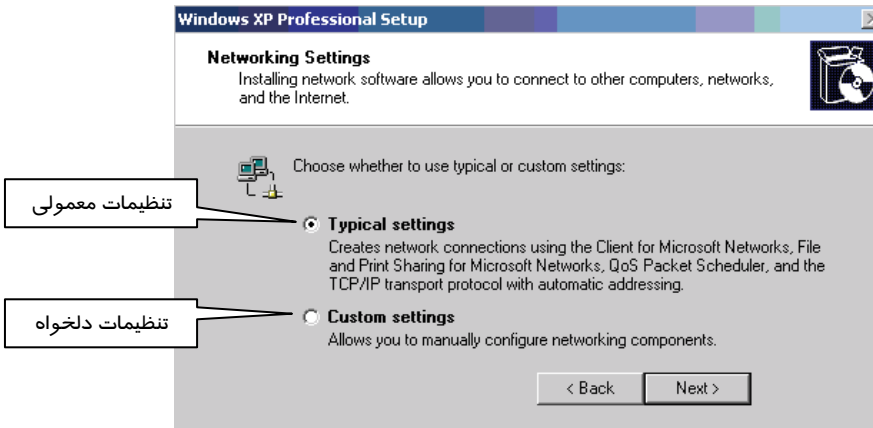 Windows XP Professional Setup
Networking Settings
Installing network software allows you to connect to other computers, networks,
and the Internet.
Choose whether to use typical or custom settings:
تنظیمات معمولی
Typical settings
Creates network connections using the Client for Microsoft Networks, File
and Print Sharing for Microsoft Networks, QoS Packet Scheduler, and the
TCP/IP transport protocol with automatic addressing.
تنظیمات دلخواه
Custom settings
Allows you to manually configure networking components.
< Back
Next >